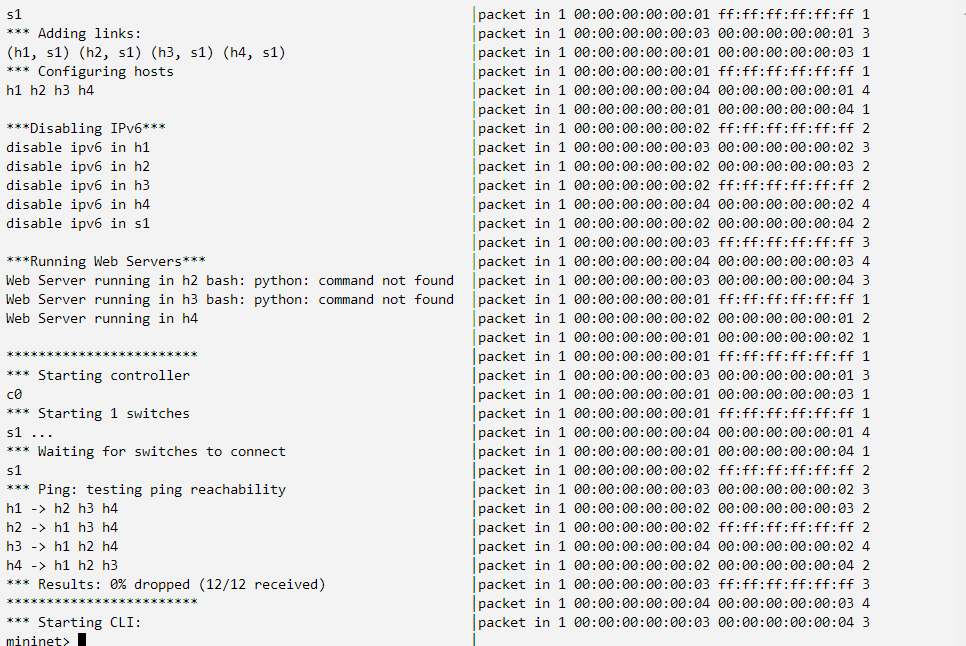 s1
*** Adding links:
(h1, s1) (h2, s1) (h3, s1) (h4, s1)
*** Configuring hosts
h1 h2 h3 h4
***Disabling IPv6***
disable ipv6 in h1
disable ipv6 in h2
disable ipv6 in h3
disable ipv6 in h4
disable ipv6 in s1
***Running Web Servers***
Web Server running in h2 bash: python: command not found
Web Server running in h3 bash: python: command not found
Web Server running in h4
************************
*** Starting controller
c0
*** Starting 1 switches
s1 ...
*** Waiting for switches to connect
s1
*** Ping: testing ping reachability
h1 -> h2 h3 h4
h2 -> h1 h3 h4
h3 -> h1 h2 h4
h4 -> h1 h2 h3
*** Results: 0% dropped (12/12 received)
************************
*** Starting CLI:
mininet>
packet in 1 00:00:00:00:00:01 ff:ff:ff:ff:ff:ff 1
packet in 1 00:00:00:00:00:03 00:00:00:00:00:01 3
packet in 1 00:00:00:00:00:01 00:00:00:00:00:03 1
packet in 1 00:00:00:00:00:01 ff:ff:ff:ff:ff:ff 1
packet in 1 00:00:00:00:00:04 00:00:00:00:00:01 4
packet in 1 00:00:00:00:00:01 00:00:00:00:00:04 1
packet in 1 00:00:00:00:00:02 ff:ff:ff:ff:ff:ff 2
packet in 1 00:00:00:00:00:03 00:00:00:00:00:02 3
packet in 1 00:00:00:00:00:02 00:00:00:00:00:03 2
packet in 1 00:00:00:00:00:02 ff:ff:ff:ff:ff:ff 2
packet in 1 00:00:00:00:00:04 00:00:00:00:00:02 4
packet in 1 00:00:00:00:00:02 00:00:00:00:00:04 2
packet in 1 00:00:00:00:00:03 ff:ff:ff:ff:ff:ff 3
packet in 1 00:00:00:00:00:04 00:00:00:00:00:03 4
packet in 1 00:00:00:00:00:03 00:00:00:00:00:04 3
packet in 1 00:00:00:00:00:01 ff:ff:ff:ff:ff:ff 1
packet in 1 00:00:00:00:00:02 00:00:00:00:00:01 2
packet in 1 00:00:00:00:00:01 00:00:00:00:00:02 1
packet in 1 00:00:00:00:00:01 ff:ff:ff:ff:ff:ff 1
packet in 1 00:00:00:00:00:03 00:00:00:00:00:01 3
packet in 1 00:00:00:00:00:01 00:00:00:00:00:03 1
packet in 1 00:00:00:00:00:01 ff:ff:ff:ff:ff:ff 1
packet in 1 00:00:00:00:00:04 00:00:00:00:00:01 4
packet in 1 00:00:00:00:00:01 00:00:00:00:00:04 1
packet in 1 00:00:00:00:00:02 ff:ff:ff:ff:ff:ff 2
packet in 1 00:00:00:00:00:03 00:00:00:00:00:02 3
packet in 1 00:00:00:00:00:02 00:00:00:00:00:03 2
packet in 1 00:00:00:00:00:02 ff:ff:ff:ff:ff:ff 2
packet in 1 00:00:00:00:00:04 00:00:00:00:00:02 4
packet in 1 00:00:00:00:00:02 00:00:00:00:00:04 2
packet in 1 00:00:00:00:00:03 ff:ff:ff:ff:ff:ff 3
packet in 1 00:00:00:00:00:04 00:00:00:00:00:03 4
packet in 1 00:00:00:00:00:03 00:00:00:00:00:04 3